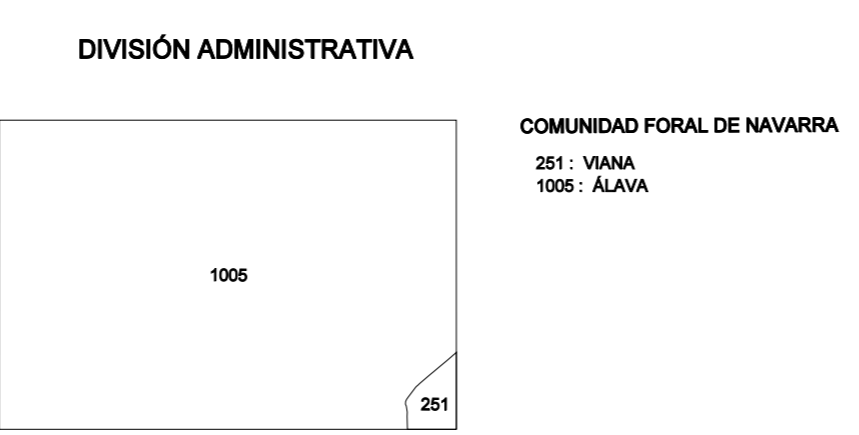 DIVISIÓN ADMINISTRATIVA
COMUNIDAD FORAL DE NAVARRA
251 : VIANA
1005 : ÁLAVA
1005
251